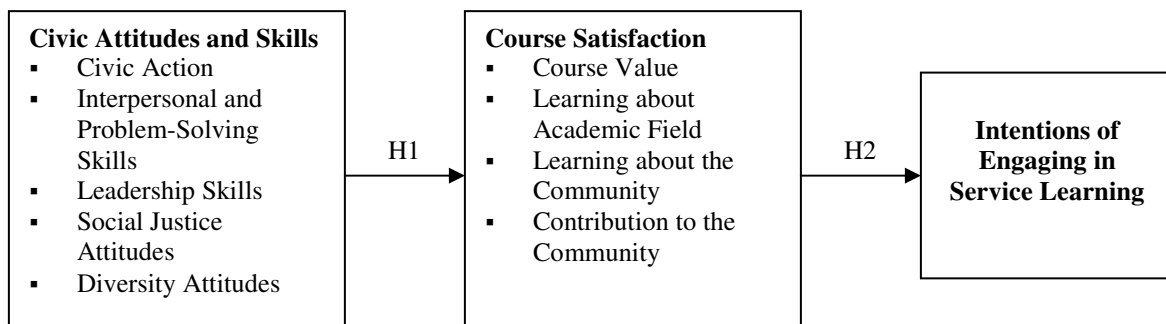 Civic Attitudes and Skills
▪ Civic Action
▪ Interpersonal and
Problem-Solving
Skills
▪ Leadership Skills
▪ Social Justice
Attitudes
▪ Diversity Attitudes
H1
Course Satisfaction
▪ Course Value
▪ Learning about
Academic Field
▪ Learning about the
Community
▪ Contribution to the
Community
H2
Intentions of
Engaging in
Service Learning